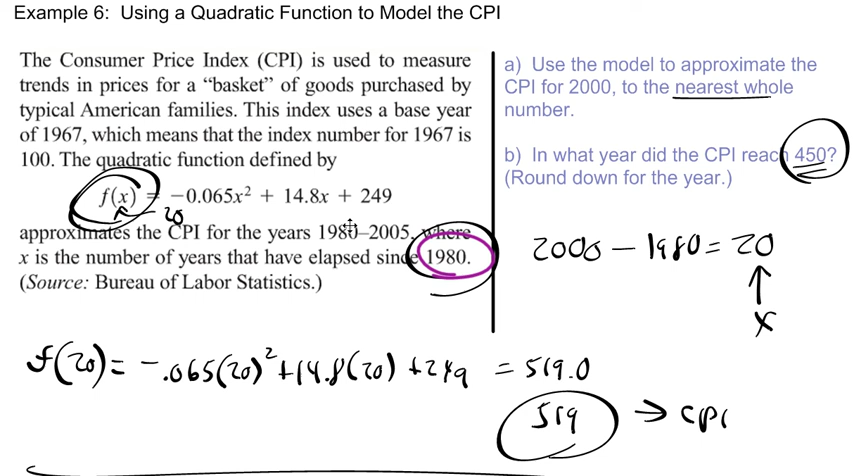 Example 6: Using a Quadratic Function to Model the CPI
The Consumer Price Index (CPI) is used to measure
trends in prices for a “basket” of goods purchased by
typical American families. This index uses a base year
of 1967, which means that the index number for 1967 is
100. The quadratic function defined by
f(x) = −0.065x² + 14.8x + 249
20
approximates the CPI for the years 1980–2005, where
x is the number of years that have elapsed since 1980.
(Source: Bureau of Labor Statistics.)
a) Use the model to approximate the
CPI for 2000, to the nearest whole
number.
b) In what year did the CPI reach 450?
(Round down for the year.)
2000 − 1980 = 20
↑
x
f(20) = −.065(20)² + 14.8(20) + 249 = 519.0
519 → CPI